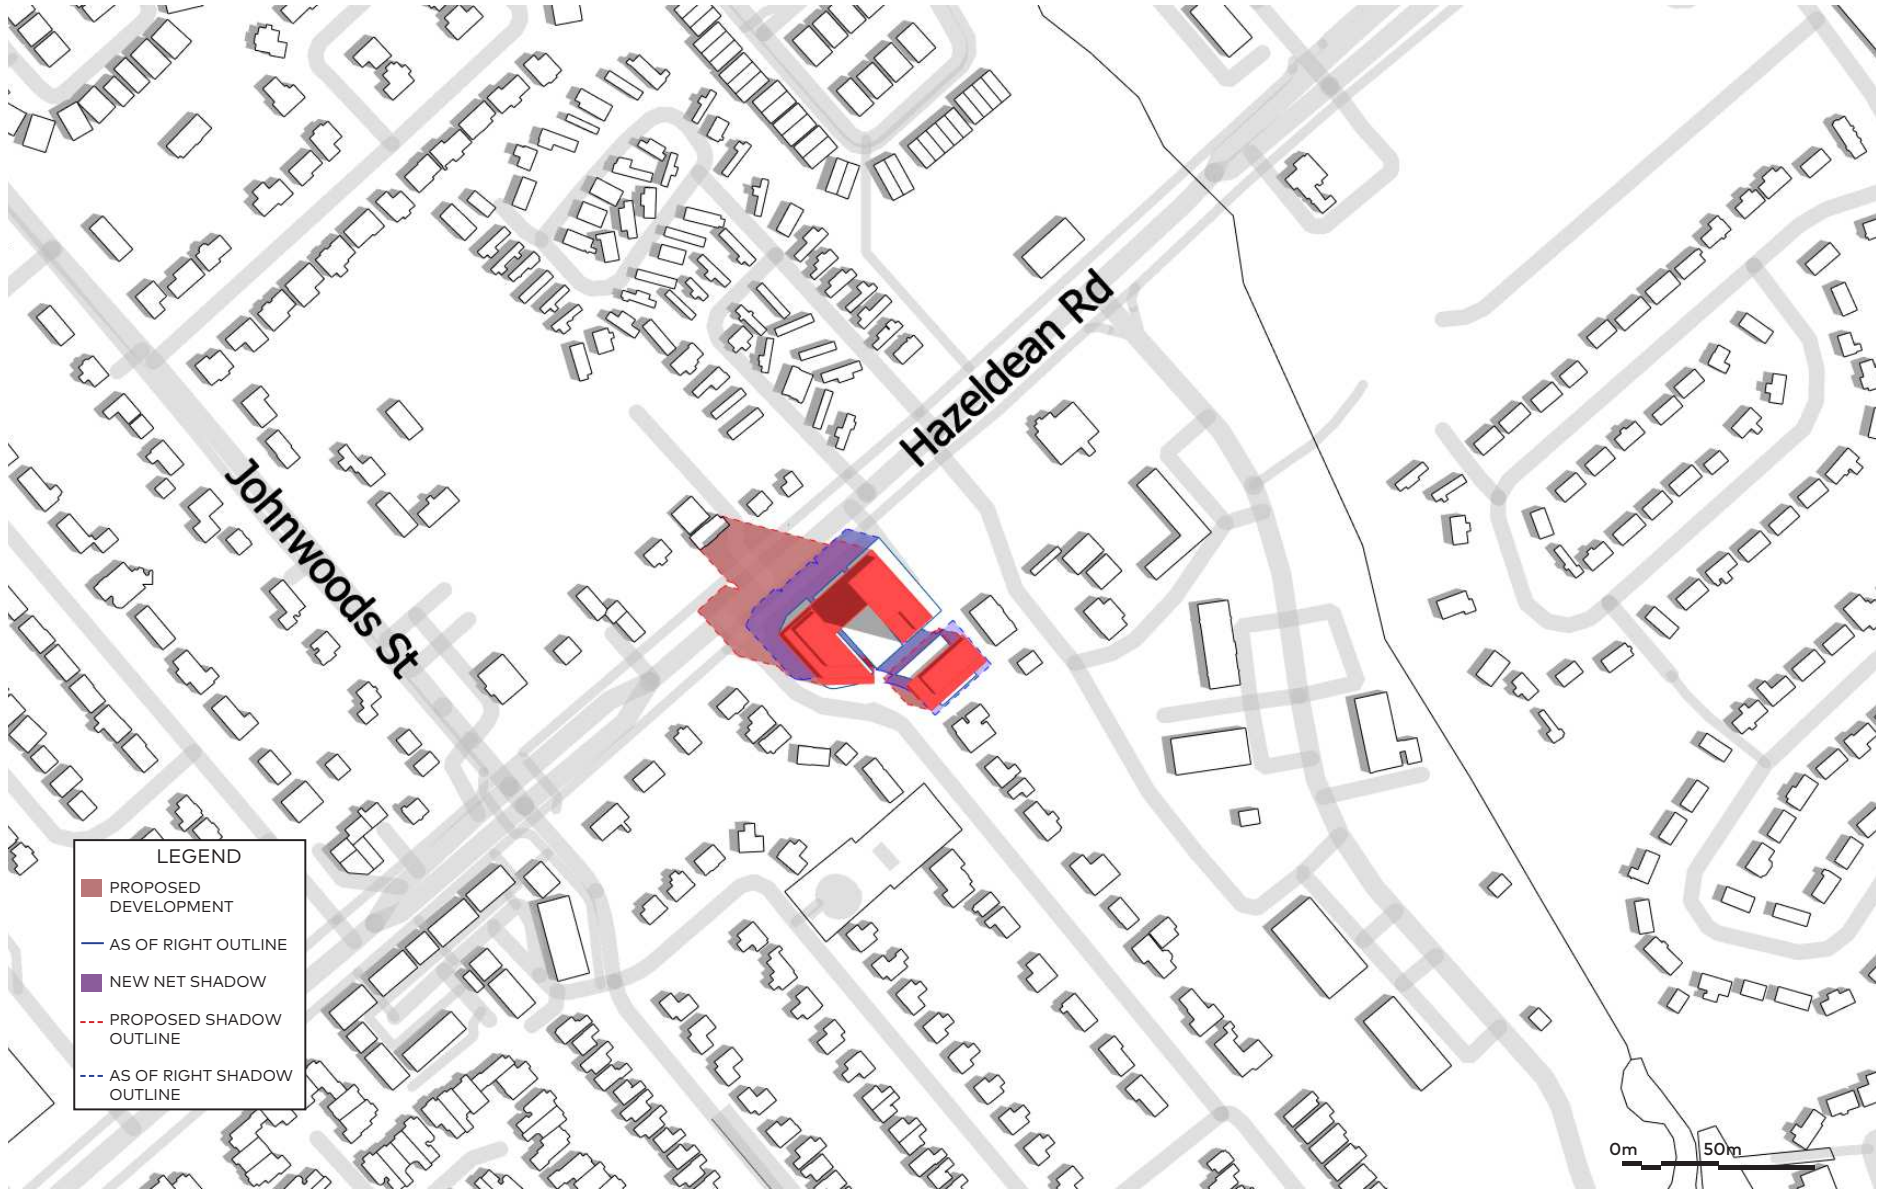 Hazeldean Rd
Johnwoods St
LEGEND
PROPOSED
DEVELOPMENT
AS OF RIGHT OUTLINE
NEW NET SHADOW
PROPOSED SHADOW
OUTLINE
AS OF RIGHT SHADOW
OUTLINE
0m 50m